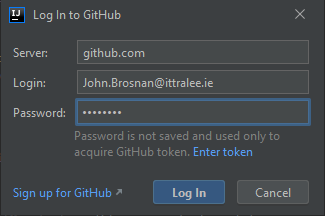 IJ Log In to GitHub
Server: github.com
Login: John.Brosnan@ittralee.ie
Password: ••••••••
Password is not saved and used only to
acquire GitHub token. Enter token
Sign up for GitHub ↗ Log In Cancel